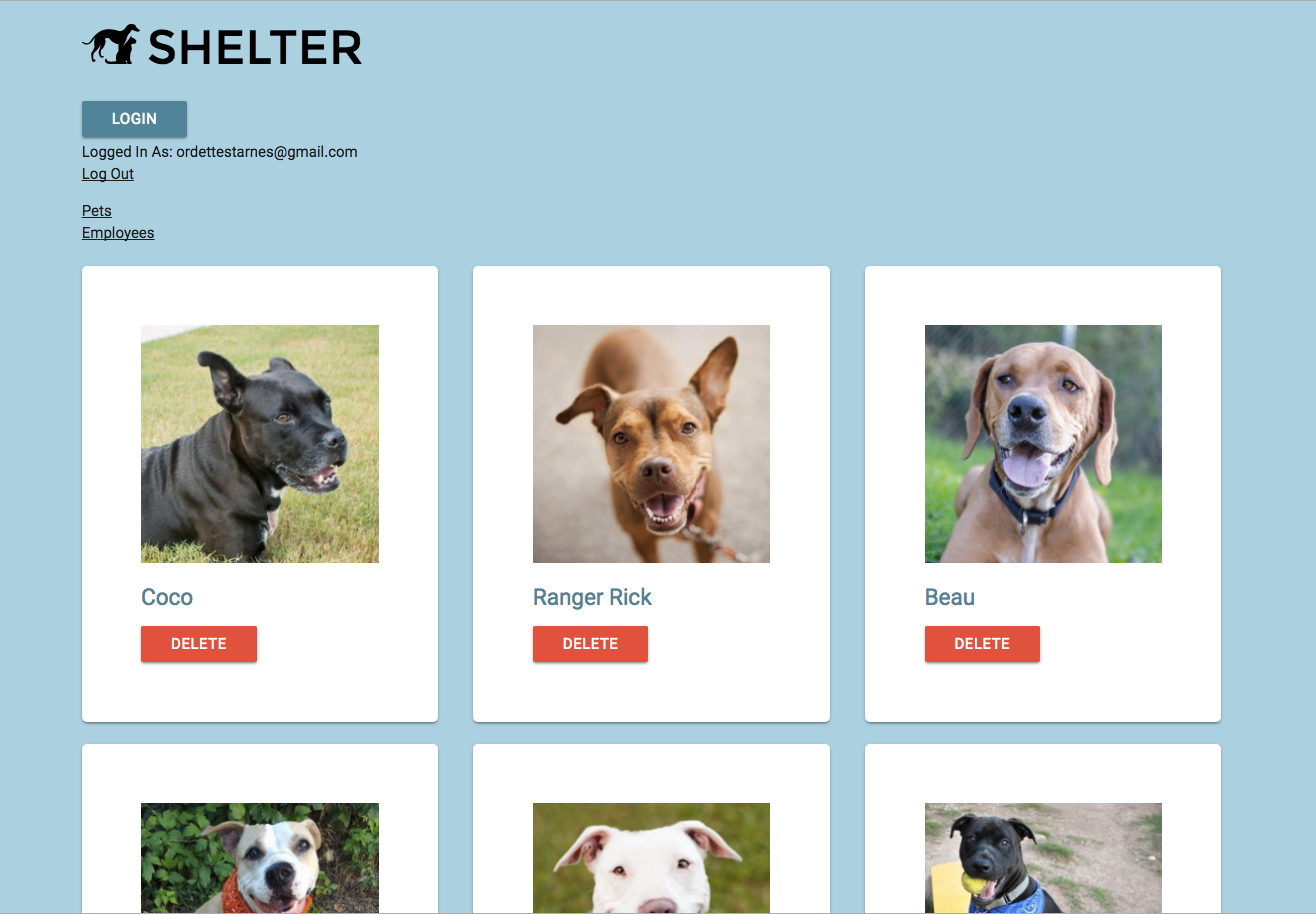 SHELTER
LOGIN
Logged In As: ordettestarnes@gmail.com
Log Out
Pets
Employees
Coco
Ranger Rick
Beau
DELETE
DELETE
DELETE